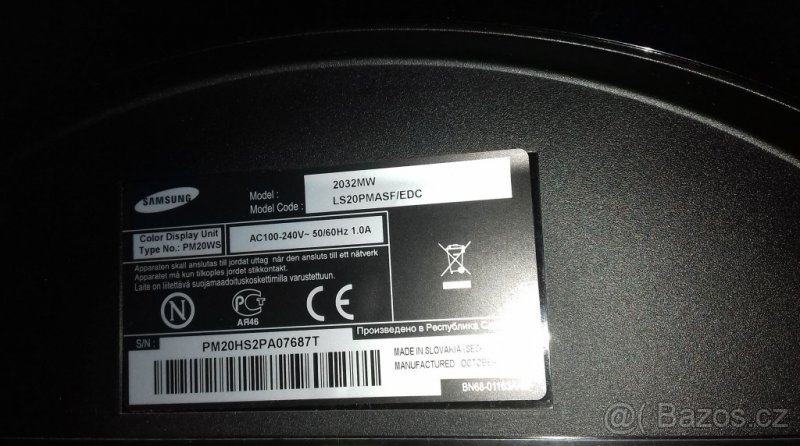 SAMSUNG
Model : 2032MW
Model Code : LS20PMASF/EDC
Color Display Unit
Type No.: PM20WS
AC100-240V~ 50/60Hz 1.0A
Apparaten skall anslutas till jordat uttag när den ansluts till ett nätverk
Apparatet må kun tilkoples jordet stikkontakt.
Laite on liitettävä suojamaadoituskoskettimilla varustettuun.
N
РСТ
АЯ46
CE
Произведено в Республика
S/N :
PM20HS2PA07687T
MADE IN SLOVAKIA
MANUFACTURED :
@( Bazos.cz